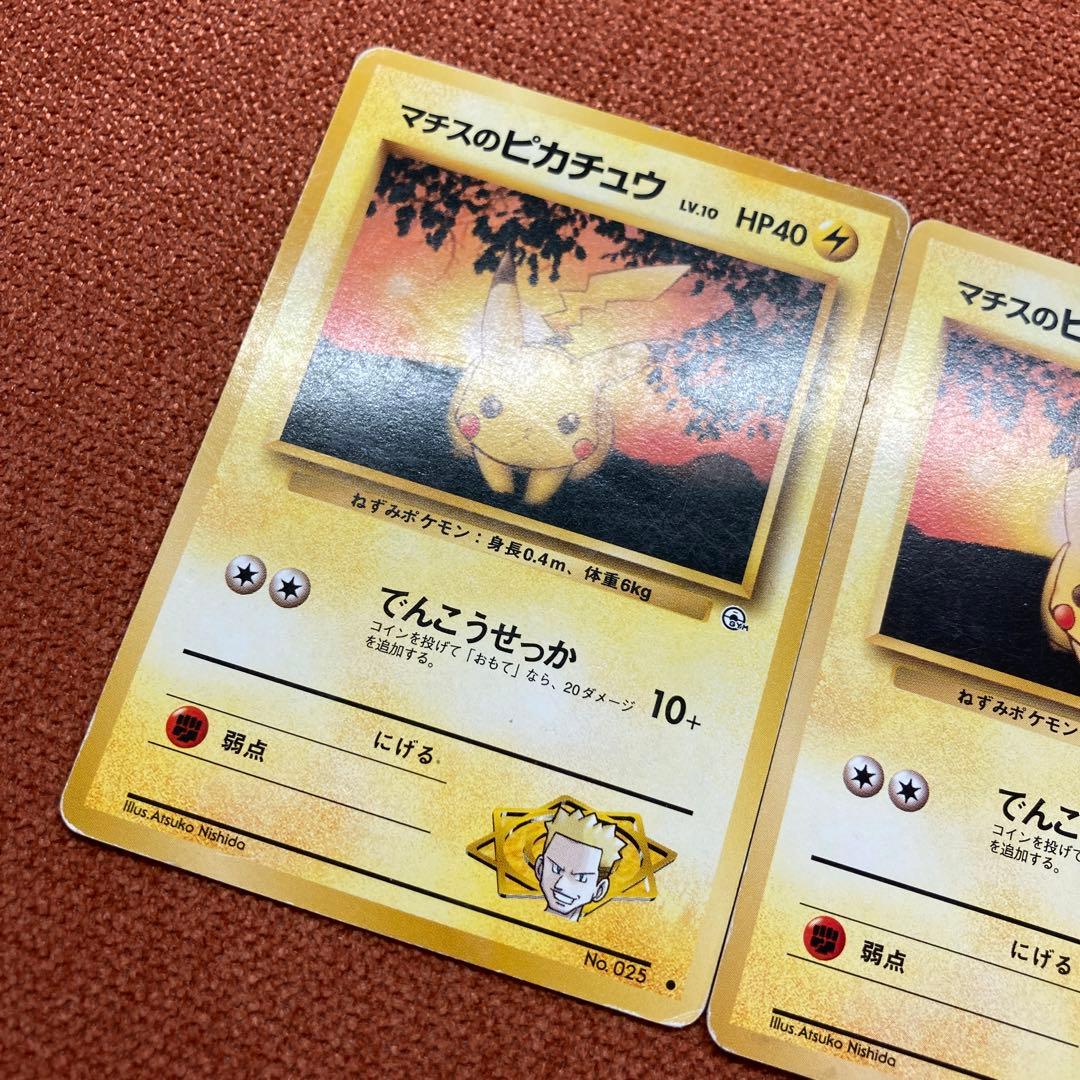 マチスのピカチュウ LV.10 HP40
ねずみポケモン：身長0.4m、体重6kg
GYM
でんこうせっか 10+
コインを投げて「おもて」なら、20ダメージ
を追加する。
弱点 にげる
Illus.Atsuko Nishida
No.025
マチスのピ
ねずみポケモン
でんこ
コインを投げて
を追加する。
弱点 にげる
Illus.Atsuko Nishida